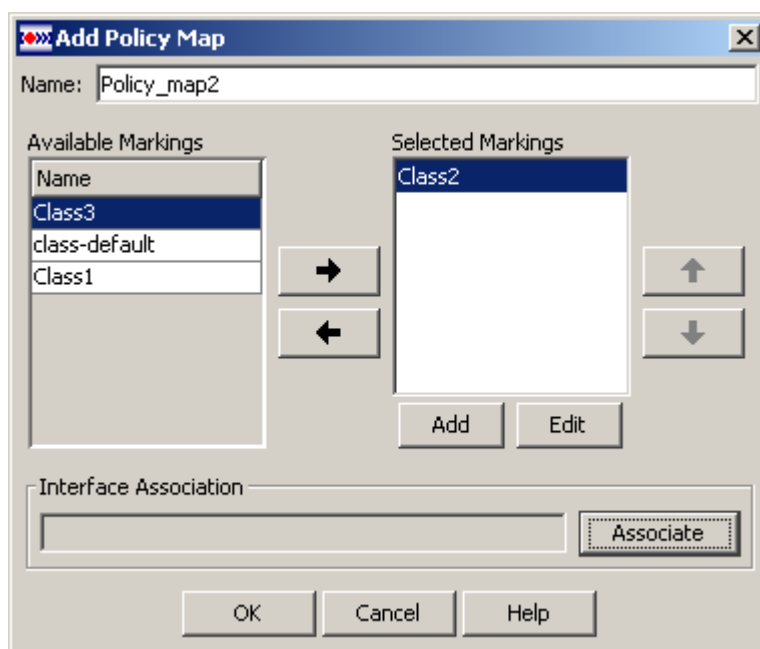 Add Policy Map
Name: Policy_map2
Available Markings
Name
Class3
class-default
Class1
Selected Markings
Class2
Add Edit
Interface Association
Associate
OK Cancel Help